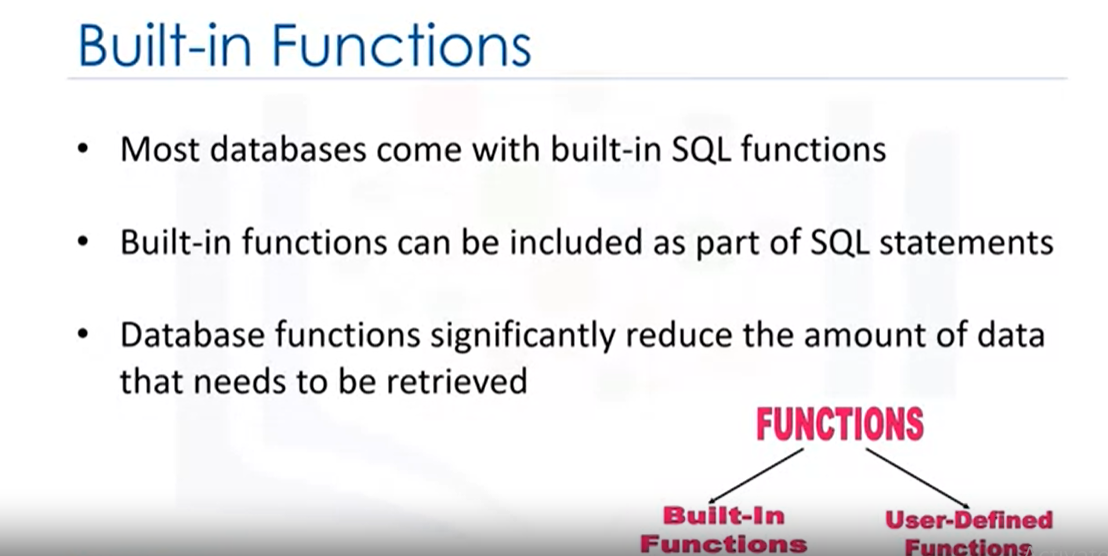 Built-in Functions
• Most databases come with built-in SQL functions
• Built-in functions can be included as part of SQL statements
• Database functions significantly reduce the amount of data
that needs to be retrieved
FUNCTIONS
Built-In
Functions
User-Defined
Functions